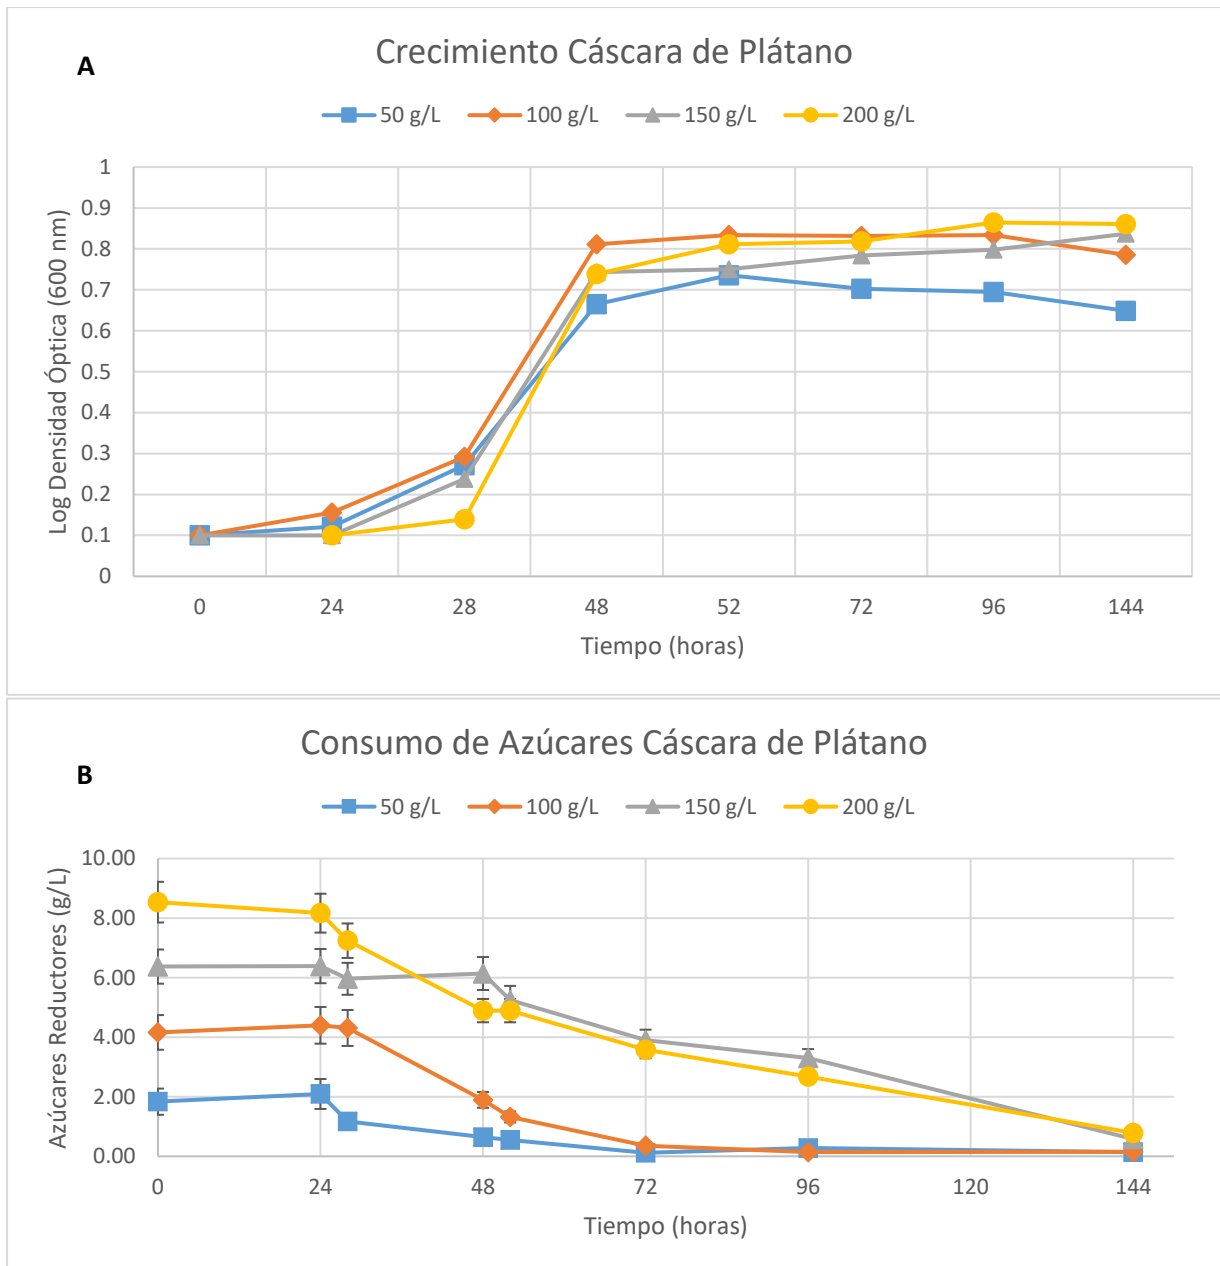 A
Crecimiento Cáscara de Plátano
50 g/L 100 g/L 150 g/L 200 g/L
1
0.9
0.8
0.7
0.6
0.5
0.4
0.3
0.2
0.1
0
Log Densidad Óptica (600 nm)
0 24 28 48 52 72 96 144
Tiempo (horas)
Consumo de Azúcares Cáscara de Plátano
B
50 g/L 100 g/L 150 g/L 200 g/L
10.00
8.00
6.00
4.00
2.00
0.00
Azúcares Reductores (g/L)
0 24 48 72 96 120 144
Tiempo (horas)